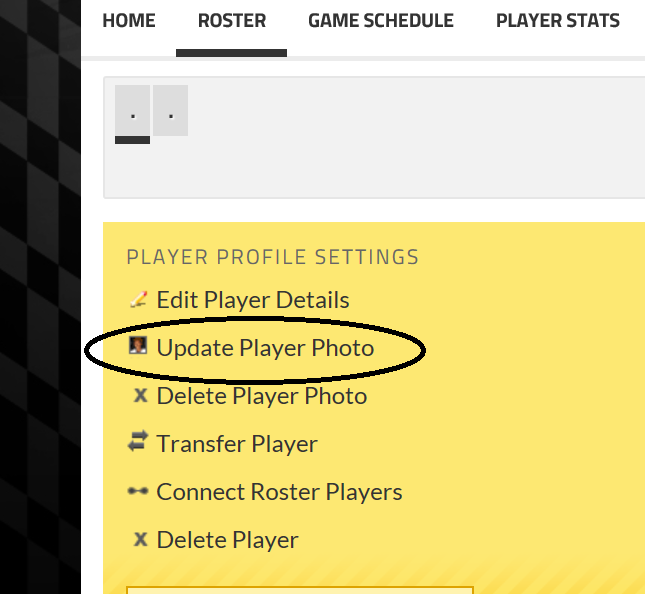 HOME ROSTER GAME SCHEDULE PLAYER STATS
. .
PLAYER PROFILE SETTINGS
Edit Player Details
Update Player Photo
X Delete Player Photo
Transfer Player
Connect Roster Players
X Delete Player